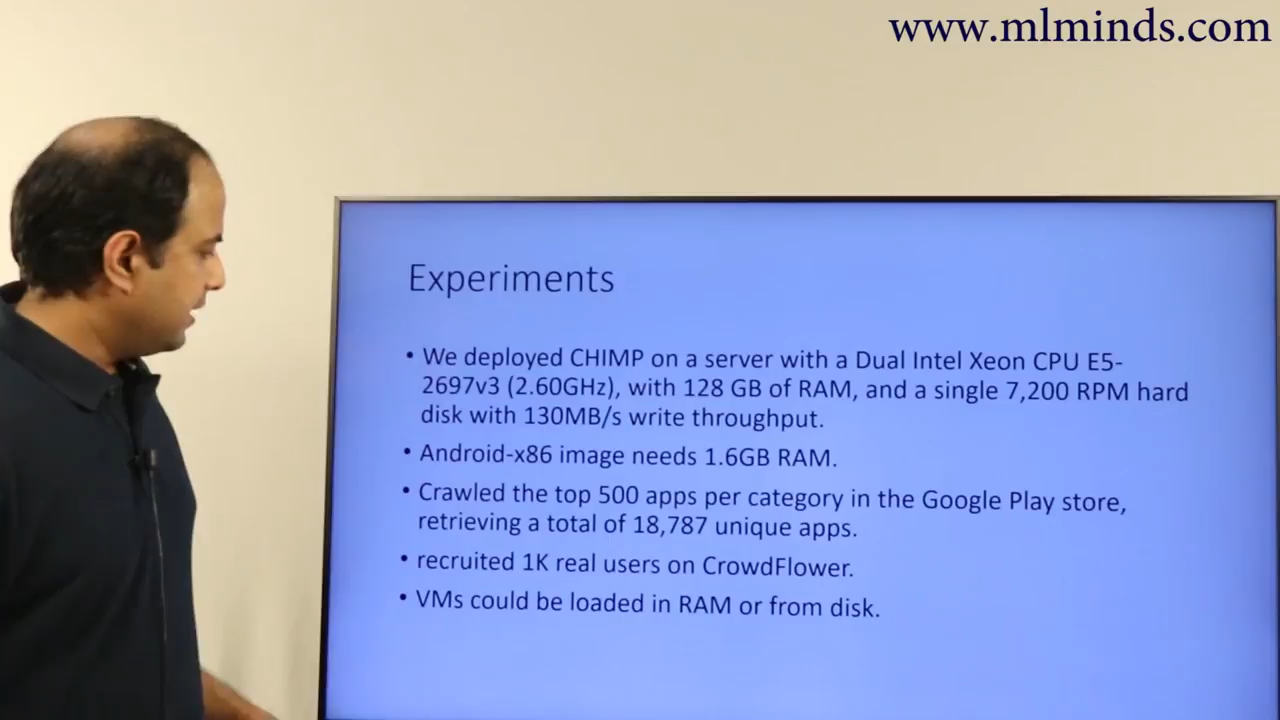 www.mlminds.com
Experiments
• We deployed CHIMP on a server with a Dual Intel Xeon CPU E5-
2697v3 (2.60GHz), with 128 GB of RAM, and a single 7,200 RPM hard
disk with 130MB/s write throughput.
• Android-x86 image needs 1.6GB RAM.
• Crawled the top 500 apps per category in the Google Play store,
retrieving a total of 18,787 unique apps.
• recruited 1K real users on CrowdFlower.
• VMs could be loaded in RAM or from disk.